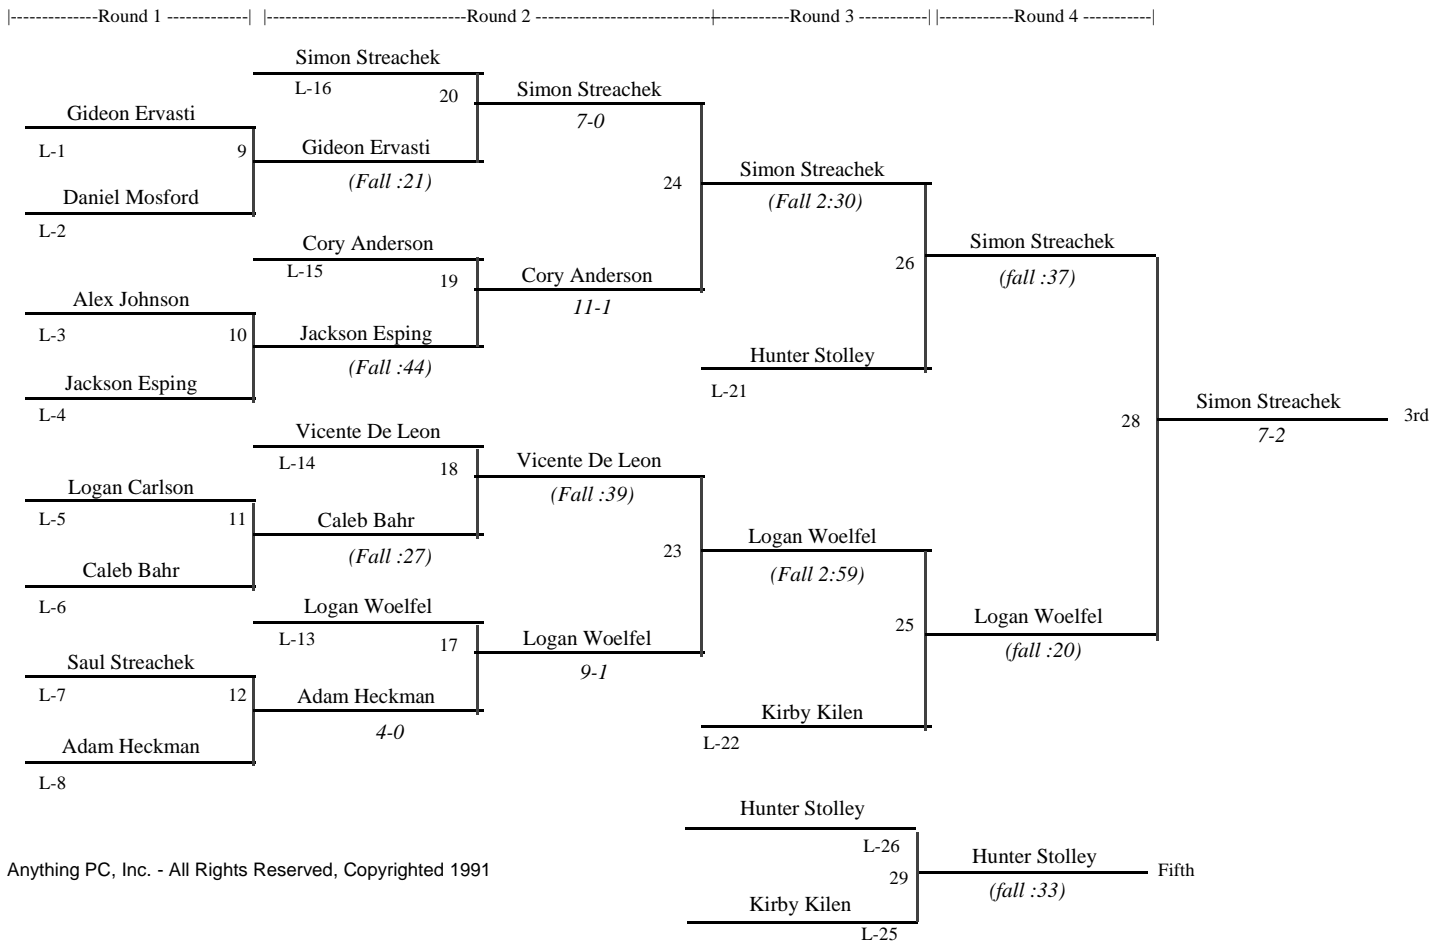 |--------------Round 1 -------------| |--------------------------------Round 2 ----------------------------+------------Round 3 -----------| |------------Round 4 -----------|
Simon Streachek
L-16
20
Simon Streachek
7-0
Gideon Ervasti
L-1
9
Gideon Ervasti
(Fall :21)
Daniel Mosford
L-2
24
Simon Streachek
(Fall 2:30)
Cory Anderson
L-15
19
Cory Anderson
11-1
26
Simon Streachek
(fall :37)
Alex Johnson
L-3
10
Jackson Esping
(Fall :44)
Jackson Esping
L-4
Hunter Stolley
L-21
28
Simon Streachek
7-2
3rd
Vicente De Leon
L-14
18
Vicente De Leon
(Fall :39)
Logan Carlson
L-5
11
Caleb Bahr
(Fall :27)
Caleb Bahr
L-6
23
Logan Woelfel
(Fall 2:59)
Logan Woelfel
L-13
17
Logan Woelfel
9-1
25
Logan Woelfel
(fall :20)
Saul Streachek
L-7
12
Adam Heckman
4-0
Adam Heckman
L-8
Kirby Kilen
L-22
Hunter Stolley
L-26
29
Hunter Stolley
(fall :33)
Fifth
Kirby Kilen
L-25
Anything PC, Inc. - All Rights Reserved, Copyrighted 1991